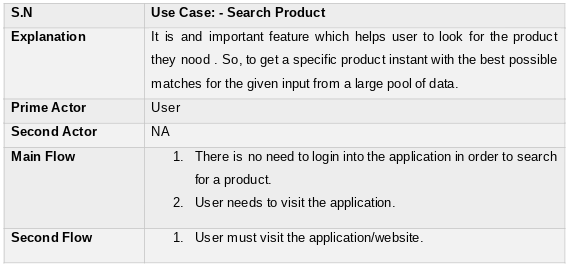 S.N Use Case: - Search Product
Explanation It is and important feature which helps user to look for the product
they nood . So, to get a specific product instant with the best possible
matches for the given input from a large pool of data.
Prime Actor User
Second Actor NA
Main Flow 1. There is no need to login into the application in order to search
for a product.
2. User needs to visit the application.
Second Flow 1. User must visit the application/website.